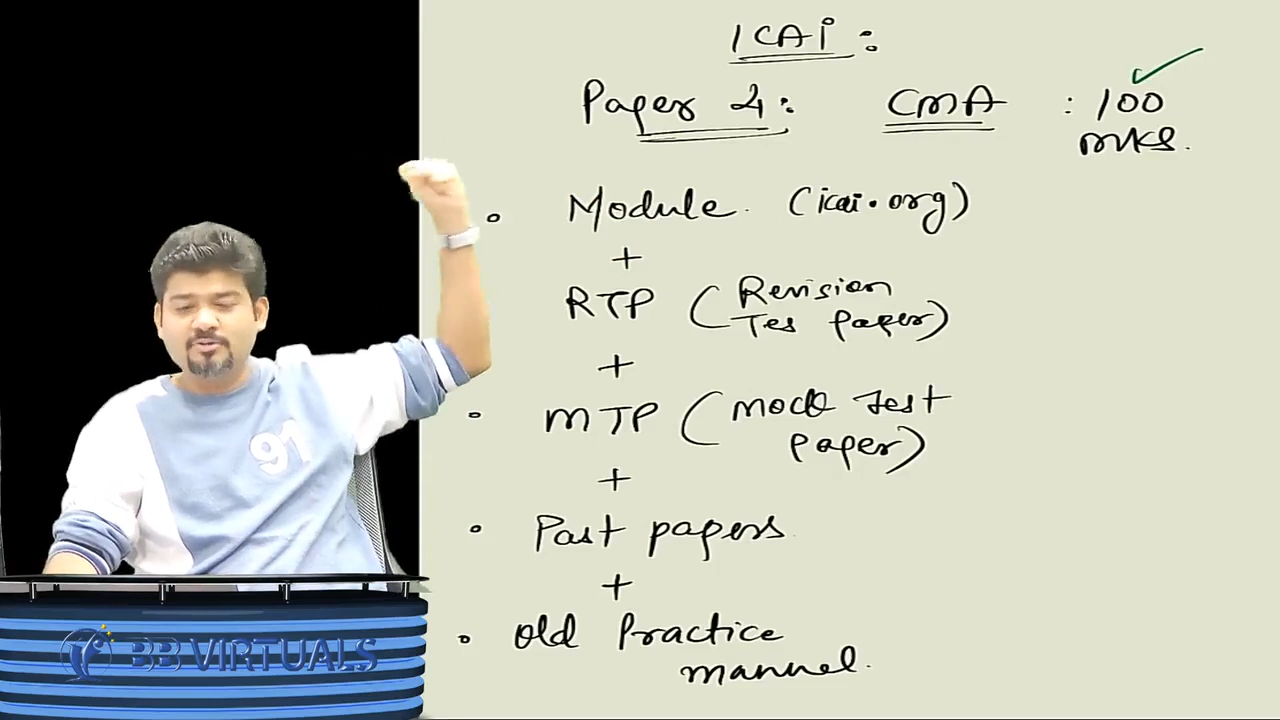 ICAI :
Paper 4 : CMA : 100
mks.
Module. (icai.org)
+
RTP (Revision
Tes paper)
+
MTP (mock Test
paper)
+
Past papers
+
Old Practice
manuel.
91
BB VIRTUALS